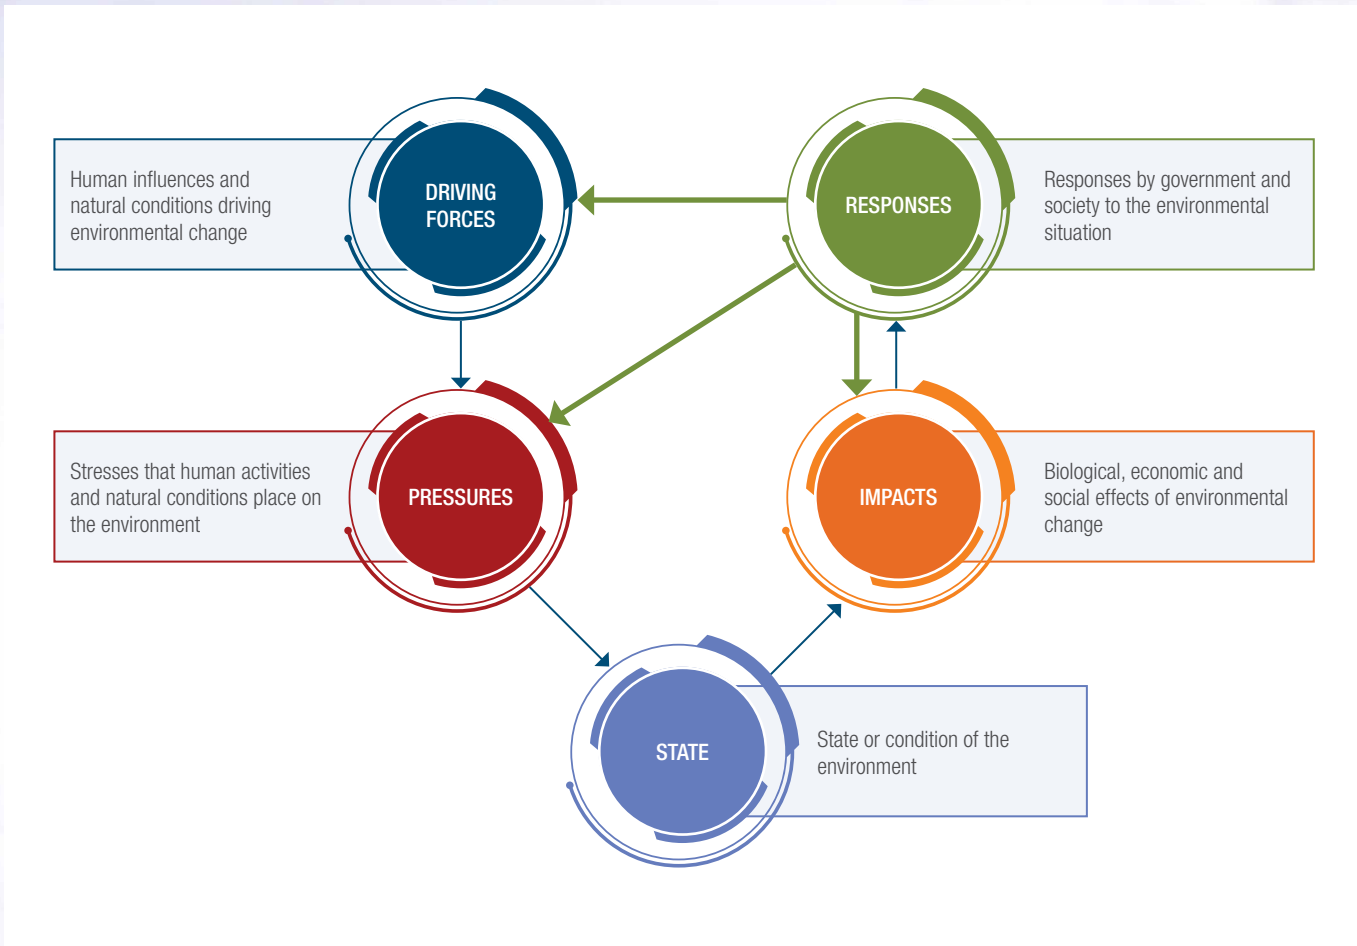 Human influences and
natural conditions driving
environmental change
DRIVING
FORCES
RESPONSES
Responses by government and
society to the environmental
situation
Stresses that human activities
and natural conditions place on
the environment
PRESSURES
IMPACTS
Biological, economic and
social effects of environmental
change
STATE
State or condition of the
environment